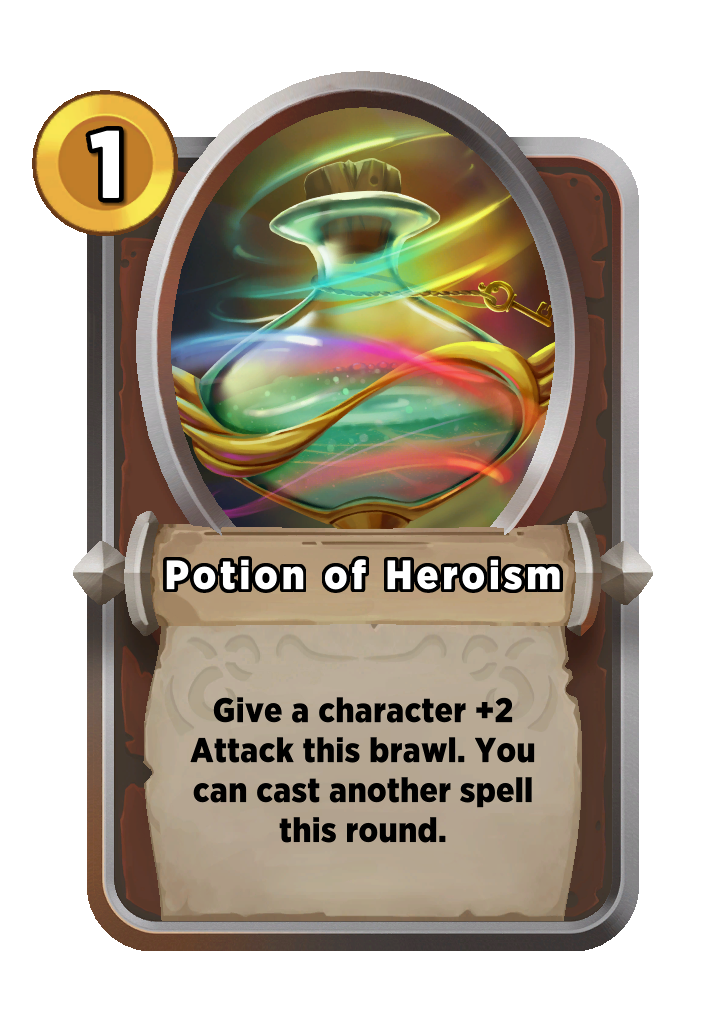 1
Potion of Heroism
Give a character +2
Attack this brawl. You
can cast another spell
this round.